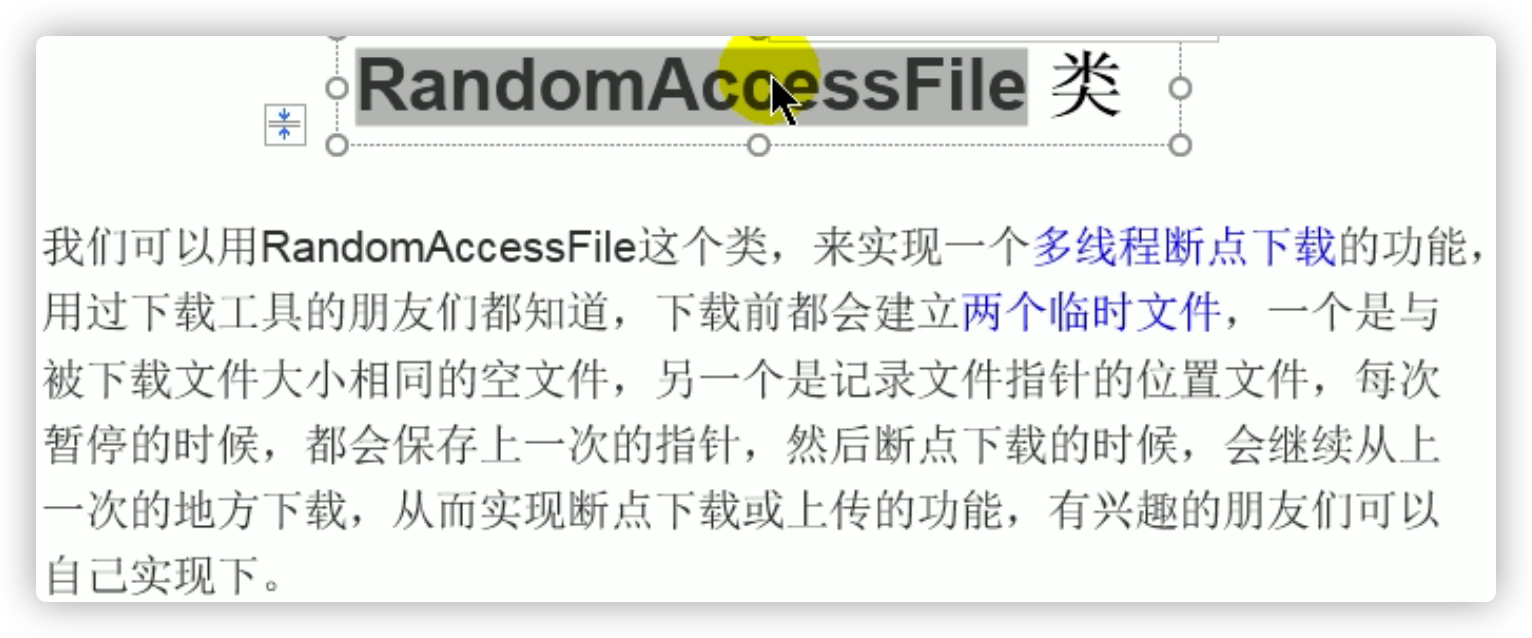 RandomAccessFile 类
我们可以用RandomAccessFile这个类，来实现一个多线程断点下载的功能，
用过下载工具的朋友们都知道，下载前都会建立两个临时文件，一个是与
被下载文件大小相同的空文件，另一个是记录文件指针的位置文件，每次
暂停的时候，都会保存上一次的指针，然后断点下载的时候，会继续从上
一次的地方下载，从而实现断点下载或上传的功能，有兴趣的朋友们可以
自己实现下。